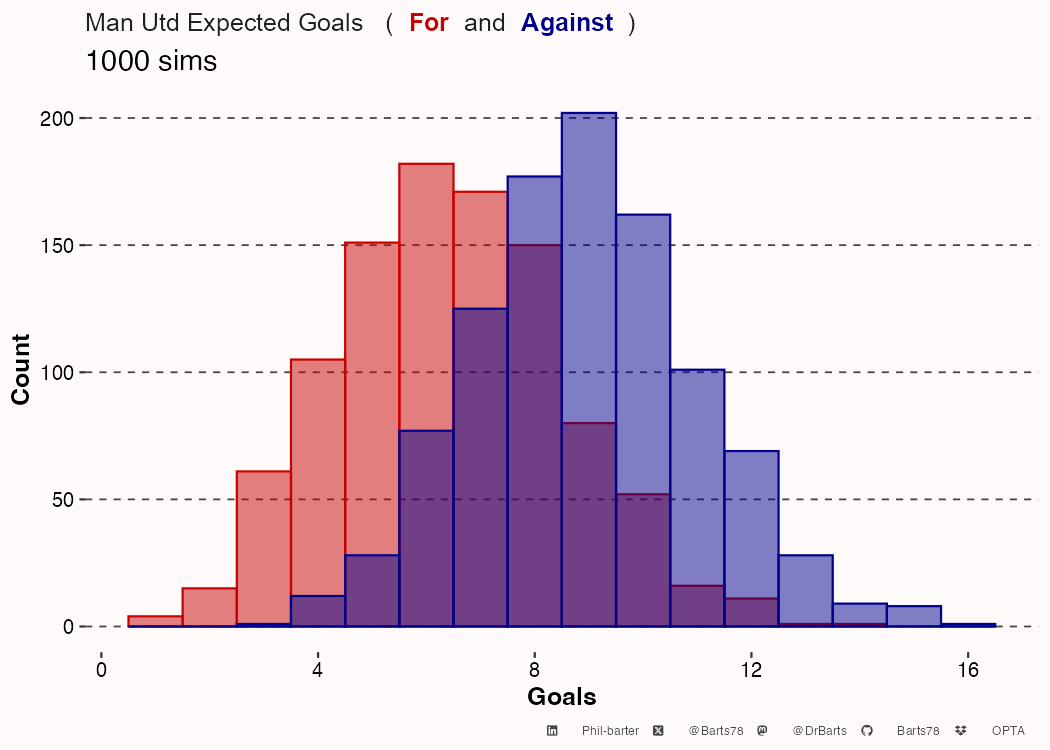 Man Utd Expected Goals ( For and Against )
1000 sims
200
150
100
50
0
Count
0 4 8 12 16
Goals
Phil-barter @Barts78 @DrBarts Barts78 OPTA